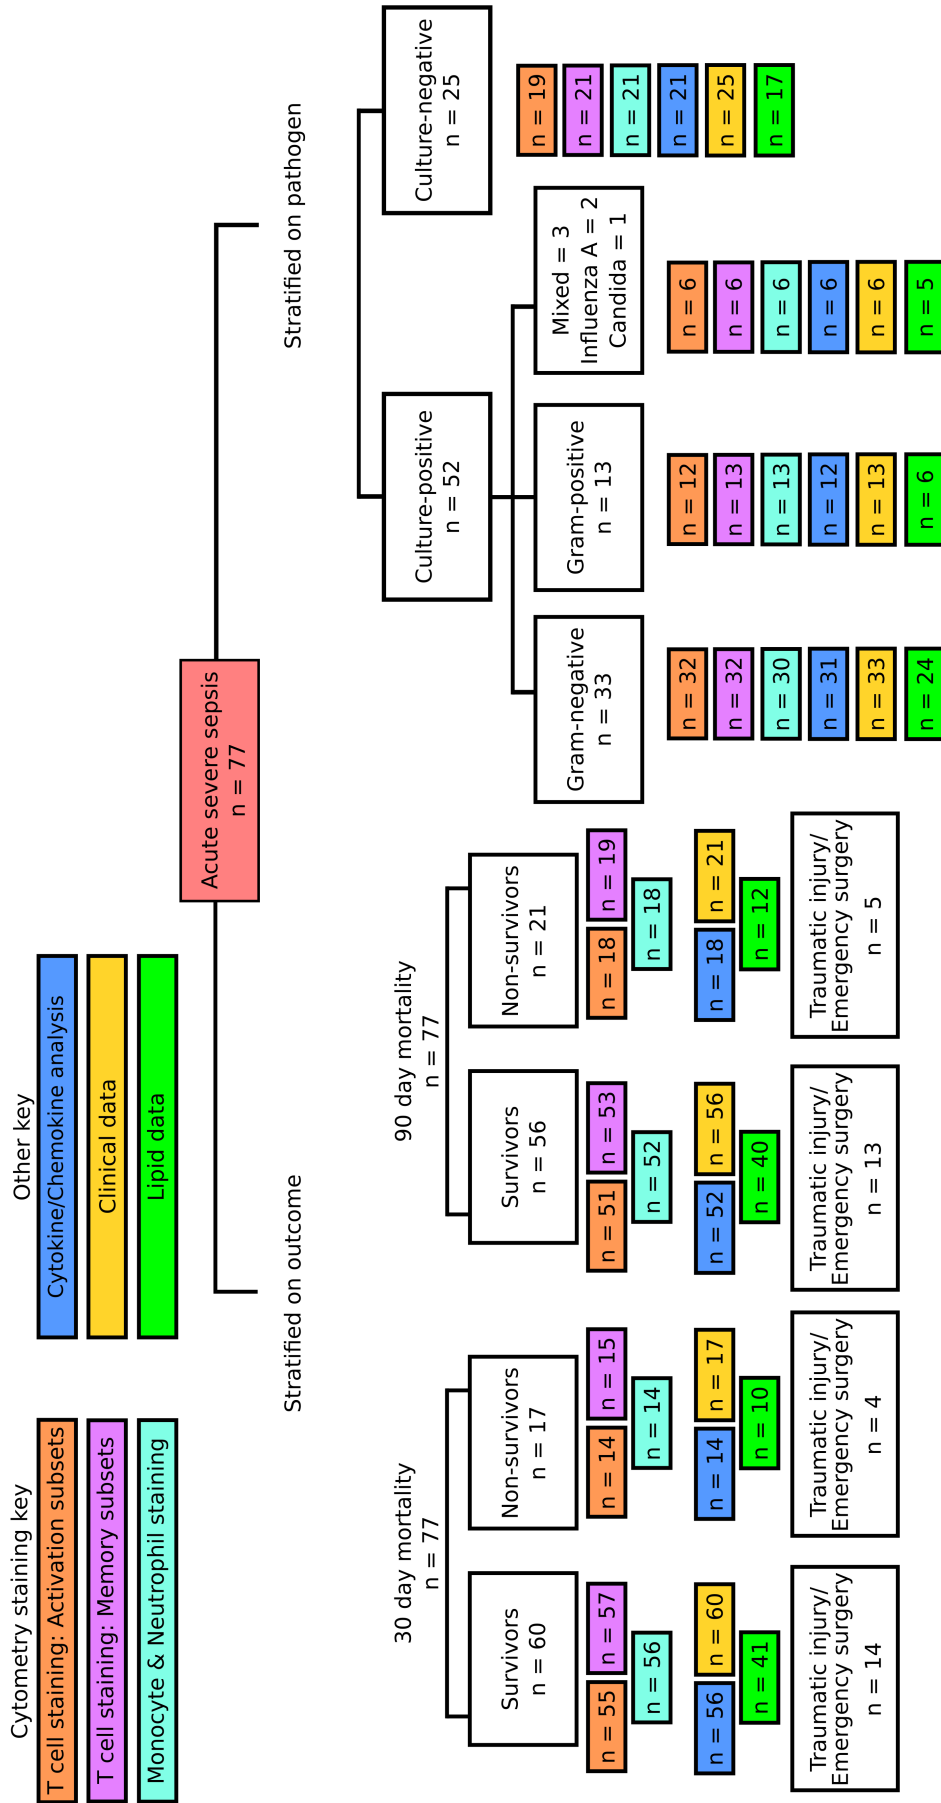 Cytometry staining key
T cell staining: Activation subsets
T cell staining: Memory subsets
Monocyte & Neutrophil staining
Other key
Cytokine/Chemokine analysis
Clinical data
Lipid data
Acute severe sepsis
n = 77
Stratified on outcome
30 day mortality
n = 77
Survivors
n = 60
n = 55
n = 57
n = 56
n = 56
n = 60
n = 41
Traumatic injury/
Emergency surgery
n = 14
Non-survivors
n = 17
n = 14
n = 15
n = 14
n = 14
n = 17
n = 10
Traumatic injury/
Emergency surgery
n = 4
90 day mortality
n = 77
Survivors
n = 56
n = 51
n = 53
n = 52
n = 52
n = 56
n = 40
Traumatic injury/
Emergency surgery
n = 13
Non-survivors
n = 21
n = 18
n = 19
n = 18
n = 18
n = 21
n = 12
Traumatic injury/
Emergency surgery
n = 5
Stratified on pathogen
Culture-positive
n = 52
Gram-negative
n = 33
n = 32
n = 32
n = 30
n = 31
n = 33
n = 24
Gram-positive
n = 13
n = 12
n = 13
n = 13
n = 12
n = 13
n = 6
Mixed = 3
Influenza A = 2
Candida = 1
n = 6
n = 6
n = 6
n = 6
n = 6
n = 5
Culture-negative
n = 25
n = 19
n = 21
n = 21
n = 21
n = 25
n = 17